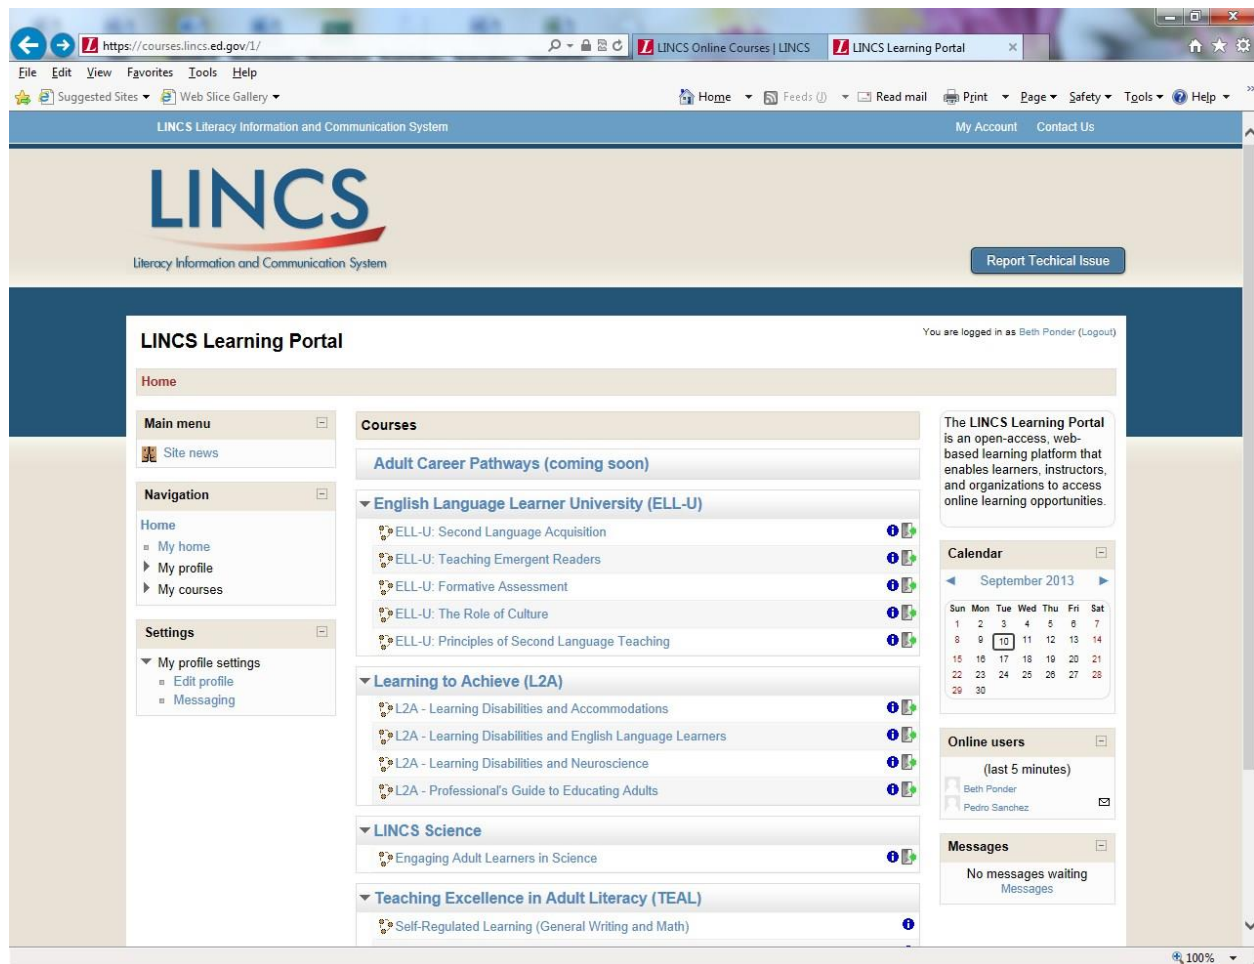 https://courses.lincs.ed.gov/1/
LINCS Online Courses | LINCS
LINCS Learning Portal
File Edit View Favorites Tools Help
Suggested Sites
Web Slice Gallery
Home
Feeds (J)
Read mail
Print
Page
Safety
Tools
Help
LINCS Literacy Information and Communication System
My Account
Contact Us
LINCS
Literacy Information and Communication System
Report Techical Issue
LINCS Learning Portal
You are logged in as Beth Ponder (Logout)
Home
Main menu
Site news
Navigation
Home
My home
My profile
My courses
Settings
My profile settings
Edit profile
Messaging
Courses
Adult Career Pathways (coming soon)
English Language Learner University (ELL-U)
ELL-U: Second Language Acquisition
ELL-U: Teaching Emergent Readers
ELL-U: Formative Assessment
ELL-U: The Role of Culture
ELL-U: Principles of Second Language Teaching
Learning to Achieve (L2A)
L2A - Learning Disabilities and Accommodations
L2A - Learning Disabilities and English Language Learners
L2A - Learning Disabilities and Neuroscience
L2A - Professional's Guide to Educating Adults
LINCS Science
Engaging Adult Learners in Science
Teaching Excellence in Adult Literacy (TEAL)
Self-Regulated Learning (General Writing and Math)
The LINCS Learning Portal
is an open-access, web-
based learning platform that
enables learners, instructors,
and organizations to access
online learning opportunities.
Calendar
September 2013
Sun Mon Tue Wed Thu Fri Sat
1 2 3 4 5 6 7
8 9 10 11 12 13 14
15 16 17 18 19 20 21
22 23 24 25 26 27 28
29 30
Online users
(last 5 minutes)
Beth Ponder
Pedro Sanchez
Messages
No messages waiting
Messages
100%